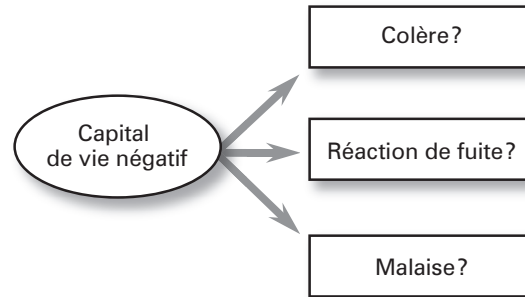 Colère?
Capital
de vie négatif
Réaction de fuite?
Malaise?